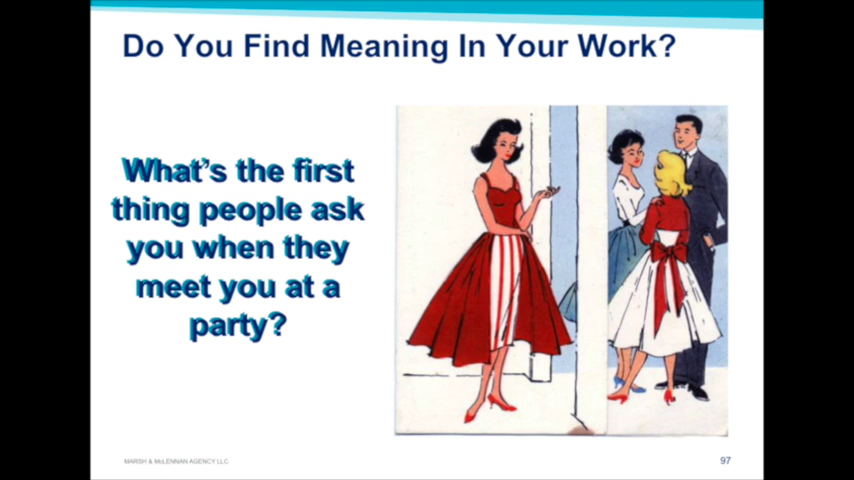 Do You Find Meaning In Your Work?
What's the first
thing people ask
you when they
meet you at a
party?
MARSH & McLENNAN AGENCY LLC
97